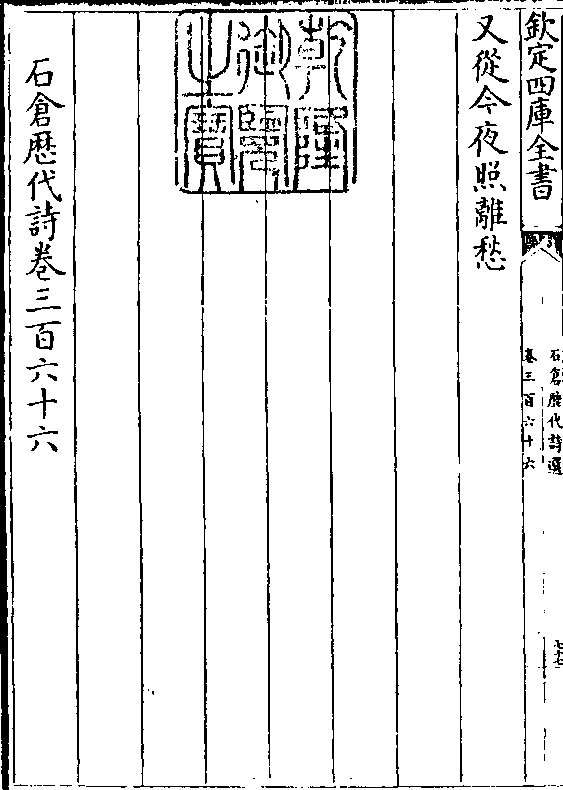 欽定四庫全書
石倉歷代詩選
卷三百六十六
又從今夜照離愁
乾隆
御覽
之寶
石倉歷代詩卷三百六十六